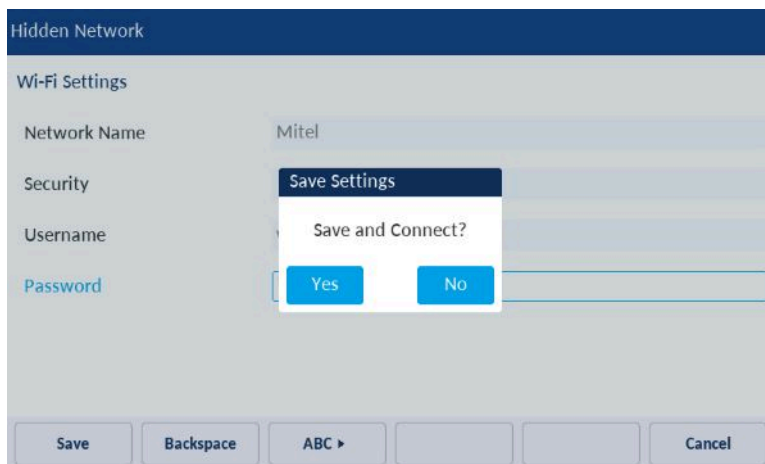 Hidden Network
Wi-Fi Settings
Network Name Mitel
Security
Save Settings
Username
Save and Connect?
Password
Yes No
Save Backspace ABC ▸ Cancel